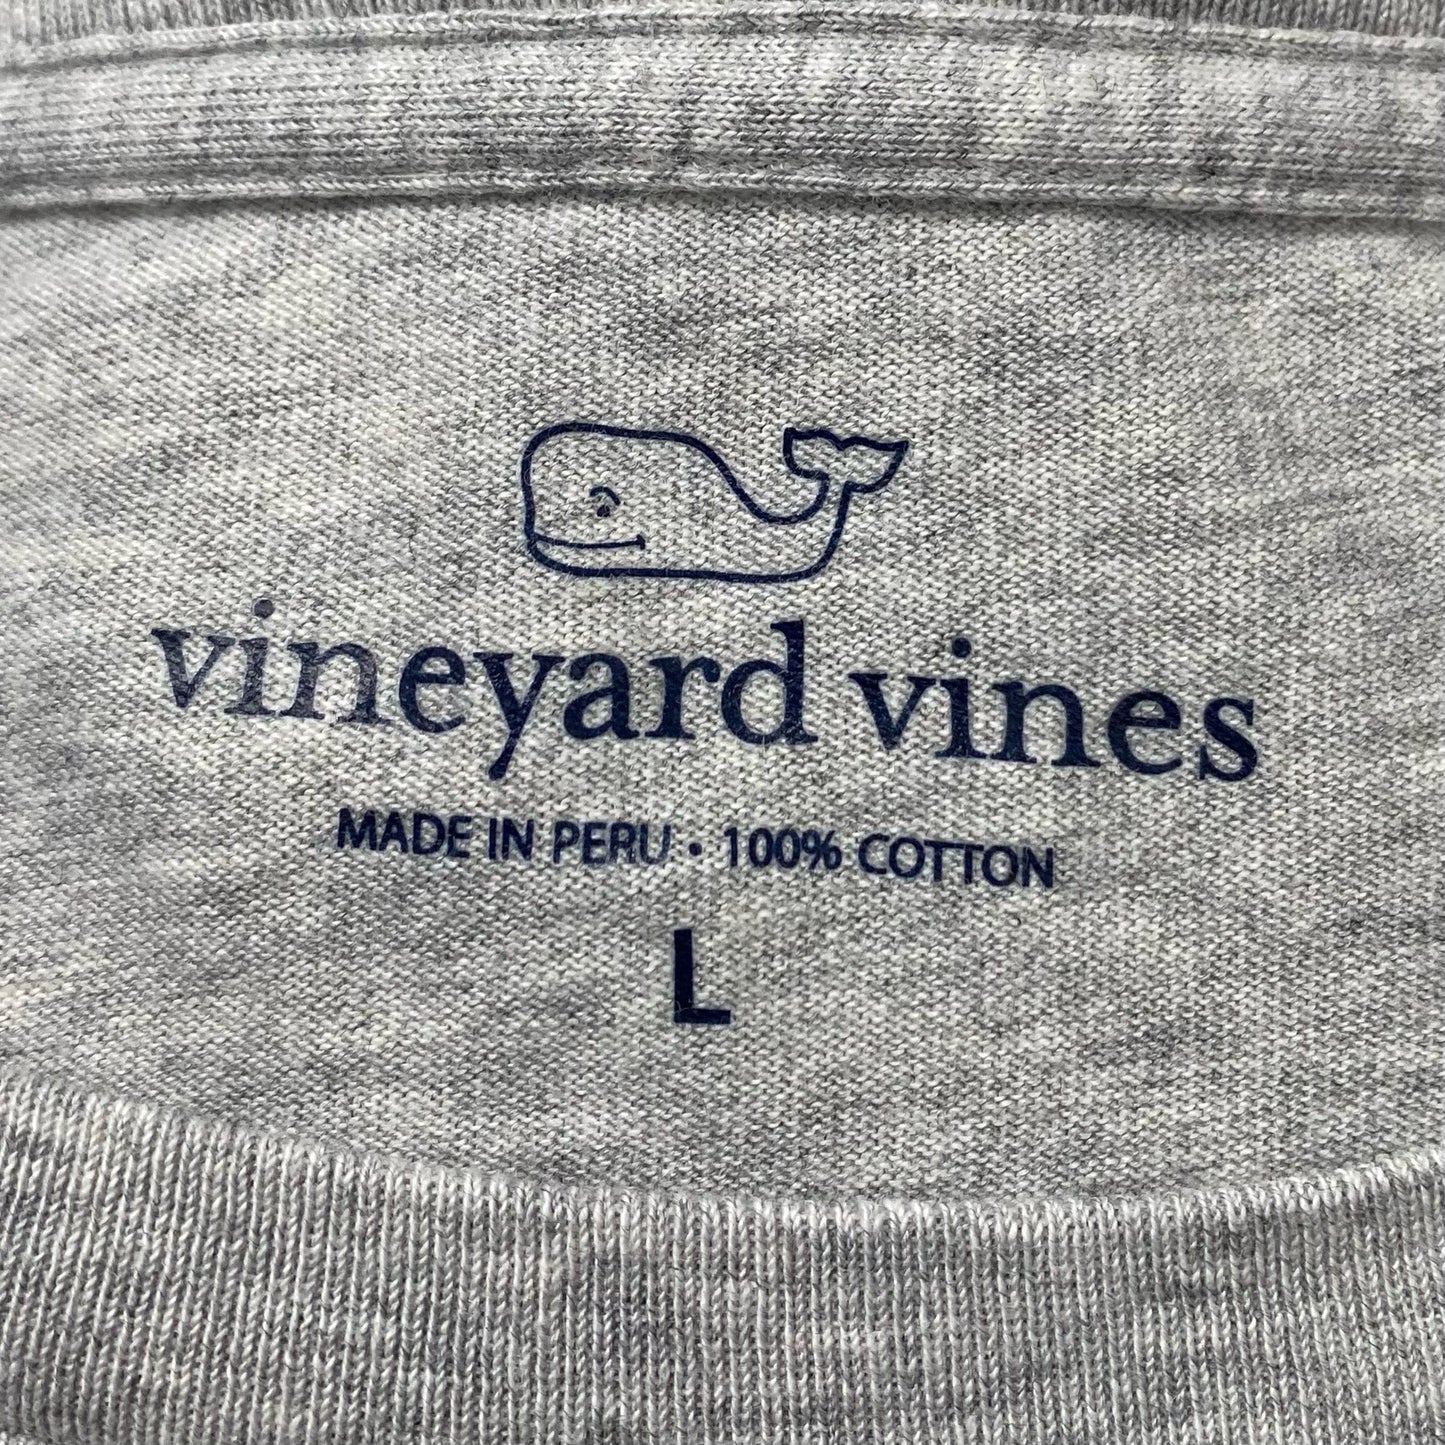 vineyard vines
MADE IN PERU • 100% COTTON
L